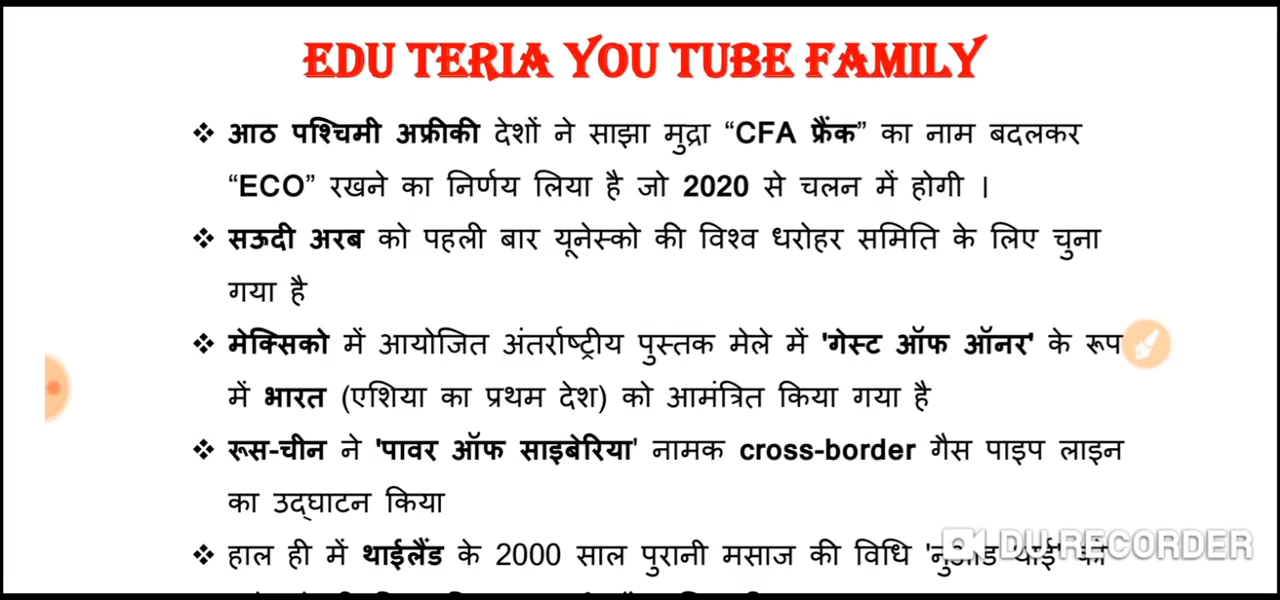 EDU TERIA YOU TUBE FAMILY
❖ आठ पश्चिमी अफ्रीकी देशों ने साझा मुद्रा “CFA फ्रैंक” का नाम बदलकर
“ECO” रखने का निर्णय लिया है जो 2020 से चलन में होगी ।
❖ सऊदी अरब को पहली बार यूनेस्को की विश्व धरोहर समिति के लिए चुना
गया है
❖ मेक्सिको में आयोजित अंतर्राष्ट्रीय पुस्तक मेले में 'गेस्ट ऑफ ऑनर' के रूप
में भारत (एशिया का प्रथम देश) को आमंत्रित किया गया है
❖ रूस-चीन ने 'पावर ऑफ साइबेरिया' नामक cross-border गैस पाइप लाइन
का उद्घाटन किया
❖ हाल ही में थाईलैंड के 2000 साल पुरानी मसाज की विधि
DU RECORDER